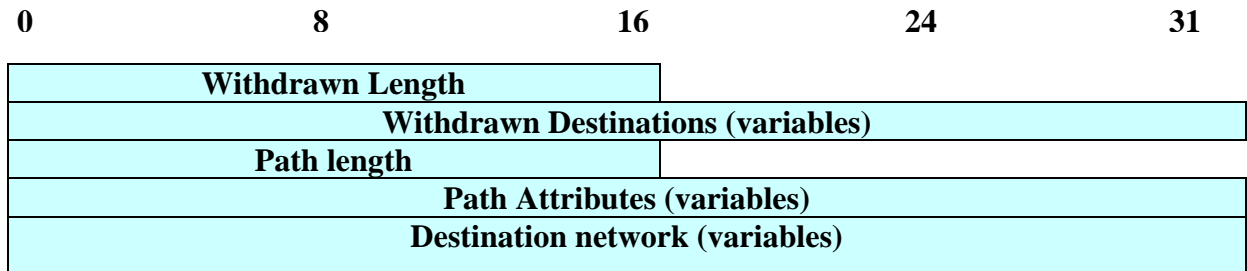 0 8 16 24 31
Withdrawn Length
Withdrawn Destinations (variables)
Path length
Path Attributes (variables)
Destination network (variables)